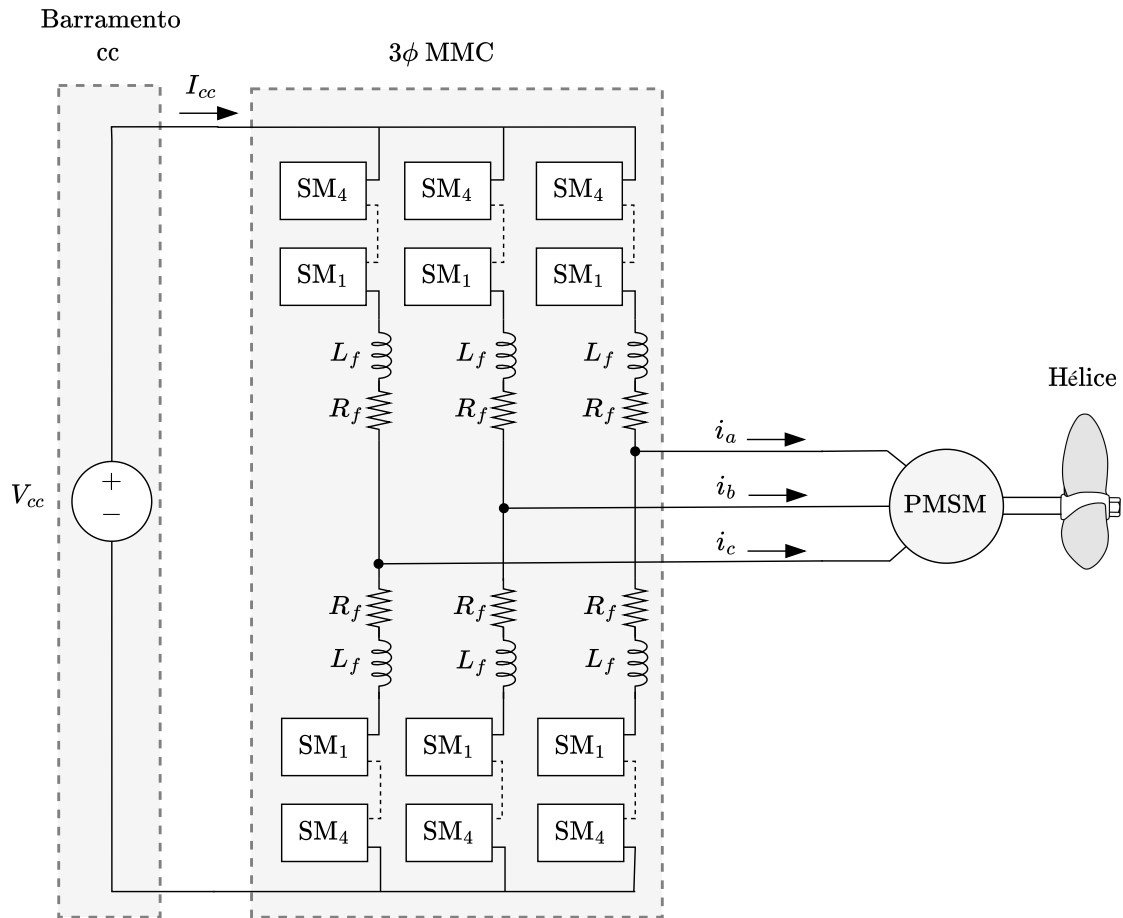 Barramento
cc
3ϕ MMC
I_cc
SM₄ SM₄ SM₄
SM₁ SM₁ SM₁
L_f L_f L_f
R_f R_f R_f
Hélice
i_a
i_b
i_c
V_cc
+
−
PMSM
R_f R_f R_f
L_f L_f L_f
SM₁ SM₁ SM₁
SM₄ SM₄ SM₄